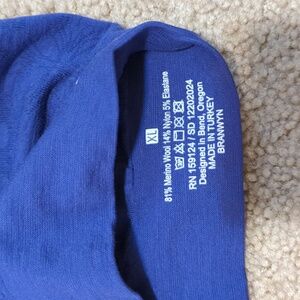 XL
81% Merino Wool 14% Nylon 5% Elastane
RN 159124 / SD 12202024
Designed in Bend, Oregon
MADE IN TURKEY
BRANWYN